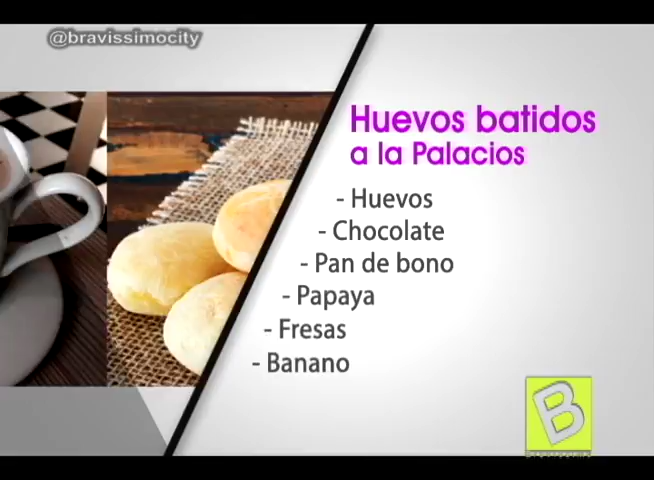 @bravissimocity
Huevos batidos
a la Palacios
- Huevos
- Chocolate
- Pan de bono
- Papaya
- Fresas
- Banano
B